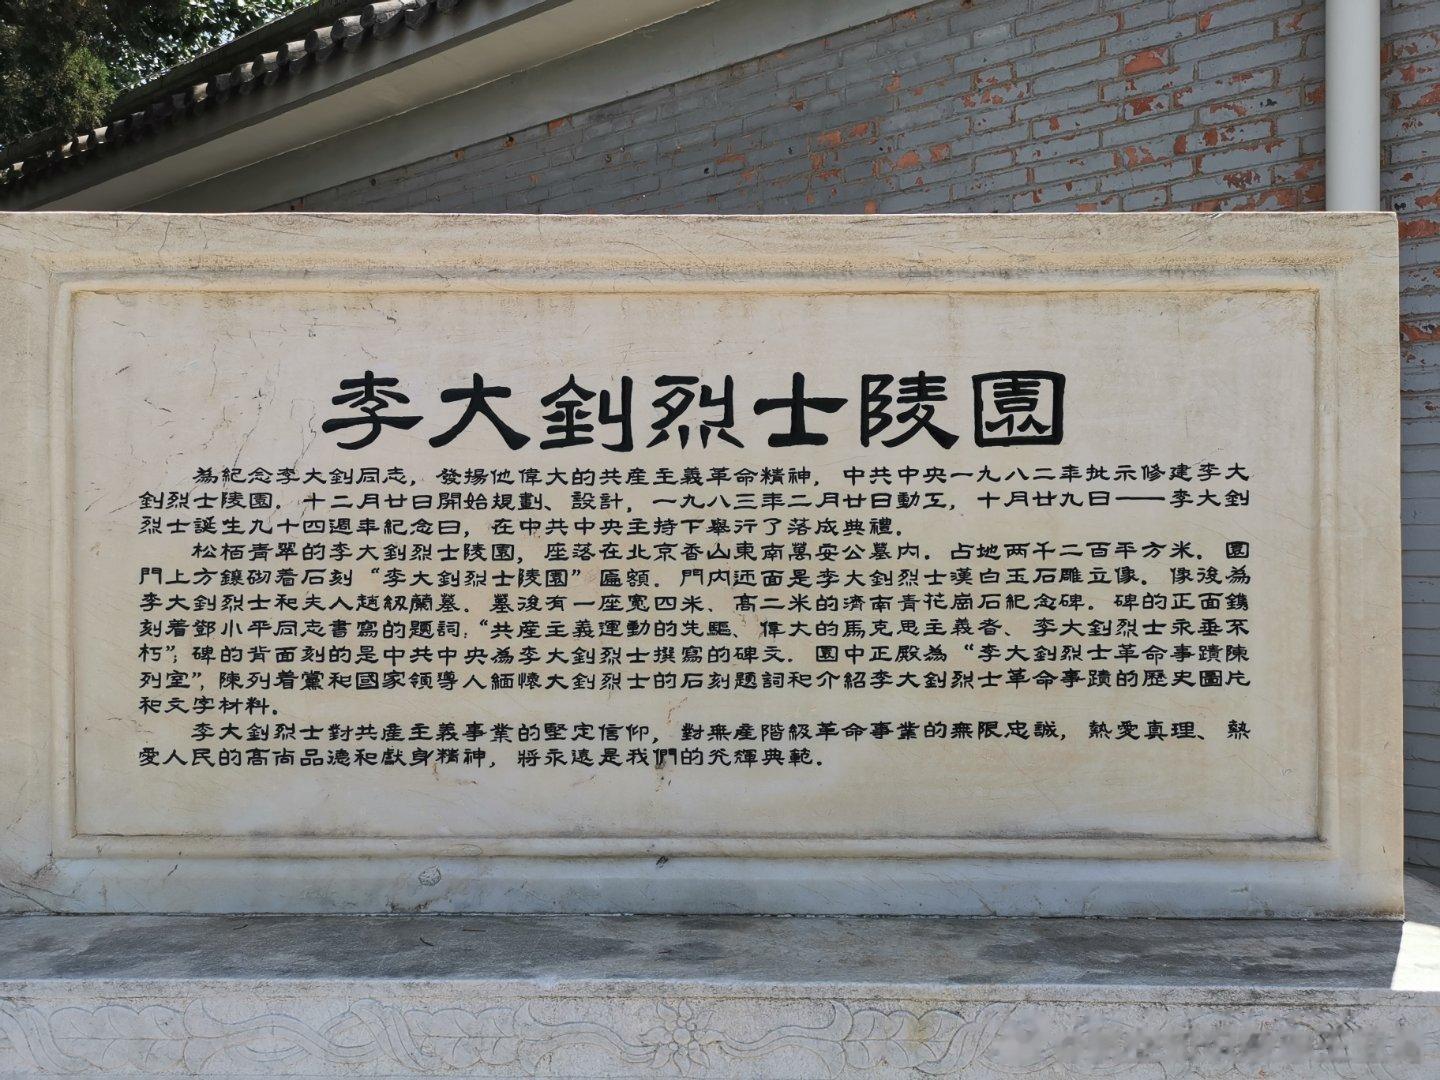 李大釗烈士陵園
為紀念李大釗同志，發揚他偉大的共産主義革命精神，中共中央一九八二年批示修建李大
釗烈士陵園．十二月廿日開始規劃、設計，一九八三年二月廿日動工，十月廿九日——李大釗
烈士誕生九十四週年紀念日，在中共中央主持下舉行了落成典禮．
松栢青翠的李大釗烈士陵園，座落在北京香山東南萬安公墓内．占地两千二百平方米．園
門上方鑲砌着石刻“李大釗烈士陵園”匾額．門内迊面是李大釗烈士漢白玉石雕立像．像後為
李大釗烈士和夫人趙紉蘭墓．墓後有一座寬四米、高二米的濟南青花崗石紀念碑．碑的正面鐫
刻着鄧小平同志書寫的題詞：“共産主義運動的先驅、偉大的馬克思主義者、李大釗烈士永垂不
朽”；碑的背面刻的是中共中央為李大釗烈士撰寫的碑文．園中正殿為“李大釗烈士革命事蹟陳
列室”，陳列着黨和國家領導人緬懷大釗烈士的石刻題詞和介紹李大釗烈士革命事蹟的歷史圖片
和文字材料．
李大釗烈士對共産主義事業的堅定信仰，對無産階級革命事業的無限忠誠，熱愛真理、熱
愛人民的高尚品德和獻身精神，將永遠是我們的光輝典範．